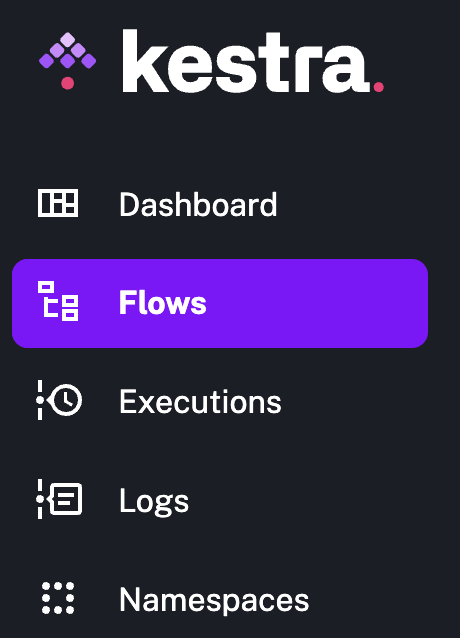 kestra.
Dashboard
Flows
Executions
Logs
Namespaces